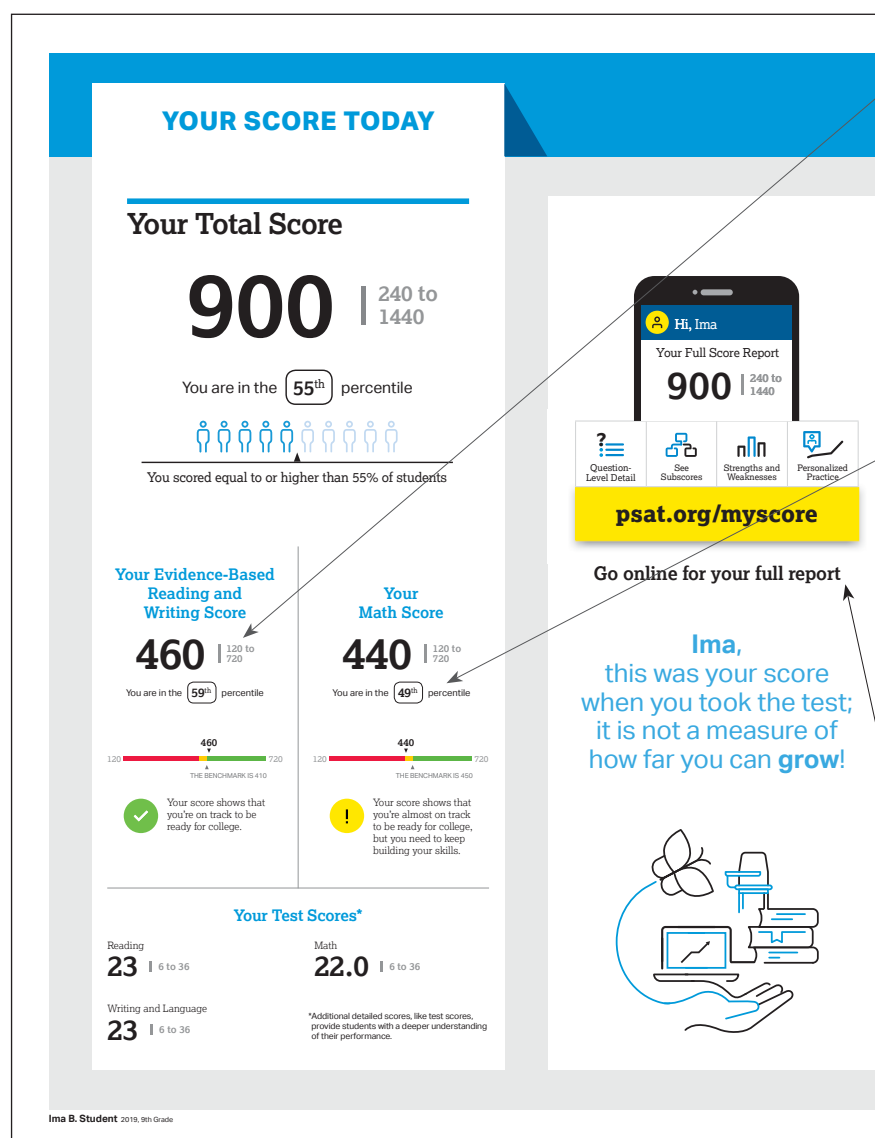 YOUR SCORE TODAY
Your Total Score
900
240 to
1440
You are in the 55th percentile
You scored equal to or higher than 55% of students
Your Evidence-Based
Reading and
Writing Score
460
120 to
720
You are in the 59th percentile
460
120
720
THE BENCHMARK IS 410
Your score shows that
you're on track to be
ready for college.
Your
Math Score
440
120 to
720
You are in the 49th percentile
440
120
720
THE BENCHMARK IS 450
!
Your score shows that
you're almost on track
to be ready for college,
but you need to keep
building your skills.
Your Test Scores*
Reading
23
6 to 36
Math
22.0
6 to 36
Writing and Language
23
6 to 36
*Additional detailed scores, like test scores,
provide students with a deeper understanding
of their performance.
Hi, Ima
Your Full Score Report
900
240 to
1440
?
Question-
Level Detail
See
Subscores
Strengths and
Weaknesses
Personalized
Practice
psat.org/myscore
Go online for your full report
Ima,
this was your score
when you took the test;
it is not a measure of
how far you can grow!
Ima B. Student 2019, 9th Grade